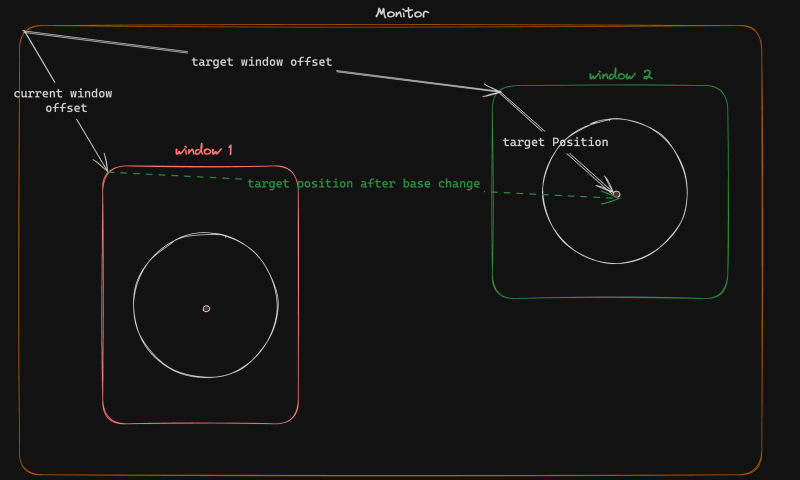 Monitor
target window offset
window 2
current window
offset
target Position
window 1
target position after base change